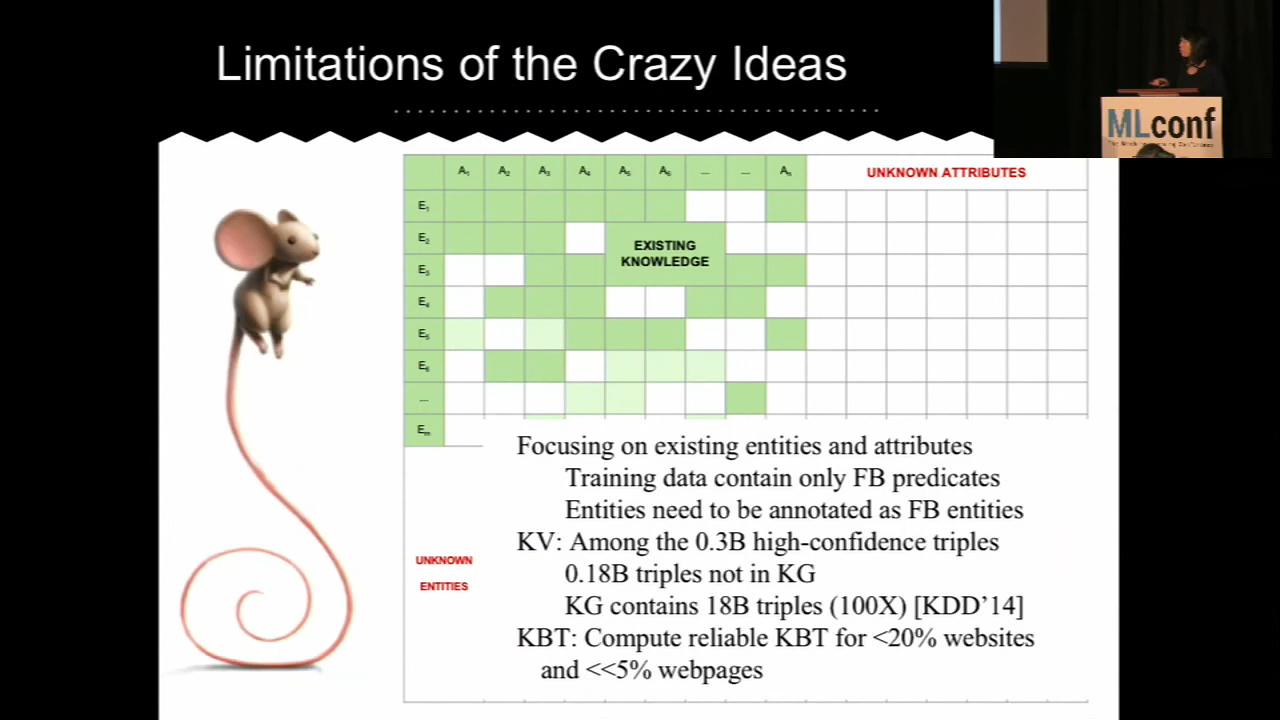 Limitations of the Crazy Ideas
MLconf
A₁ A₂ A₃ A₄ A₅ A₆ ... ... Aₙ UNKNOWN ATTRIBUTES
E₁
E₂
EXISTING
KNOWLEDGE
E₃
E₄
E₅
E₆
...
Eₘ
Focusing on existing entities and attributes
Training data contain only FB predicates
Entities need to be annotated as FB entities
KV: Among the 0.3B high-confidence triples
0.18B triples not in KG
KG contains 18B triples (100X) [KDD’14]
KBT: Compute reliable KBT for <20% websites
and <<5% webpages
UNKNOWN
ENTITIES